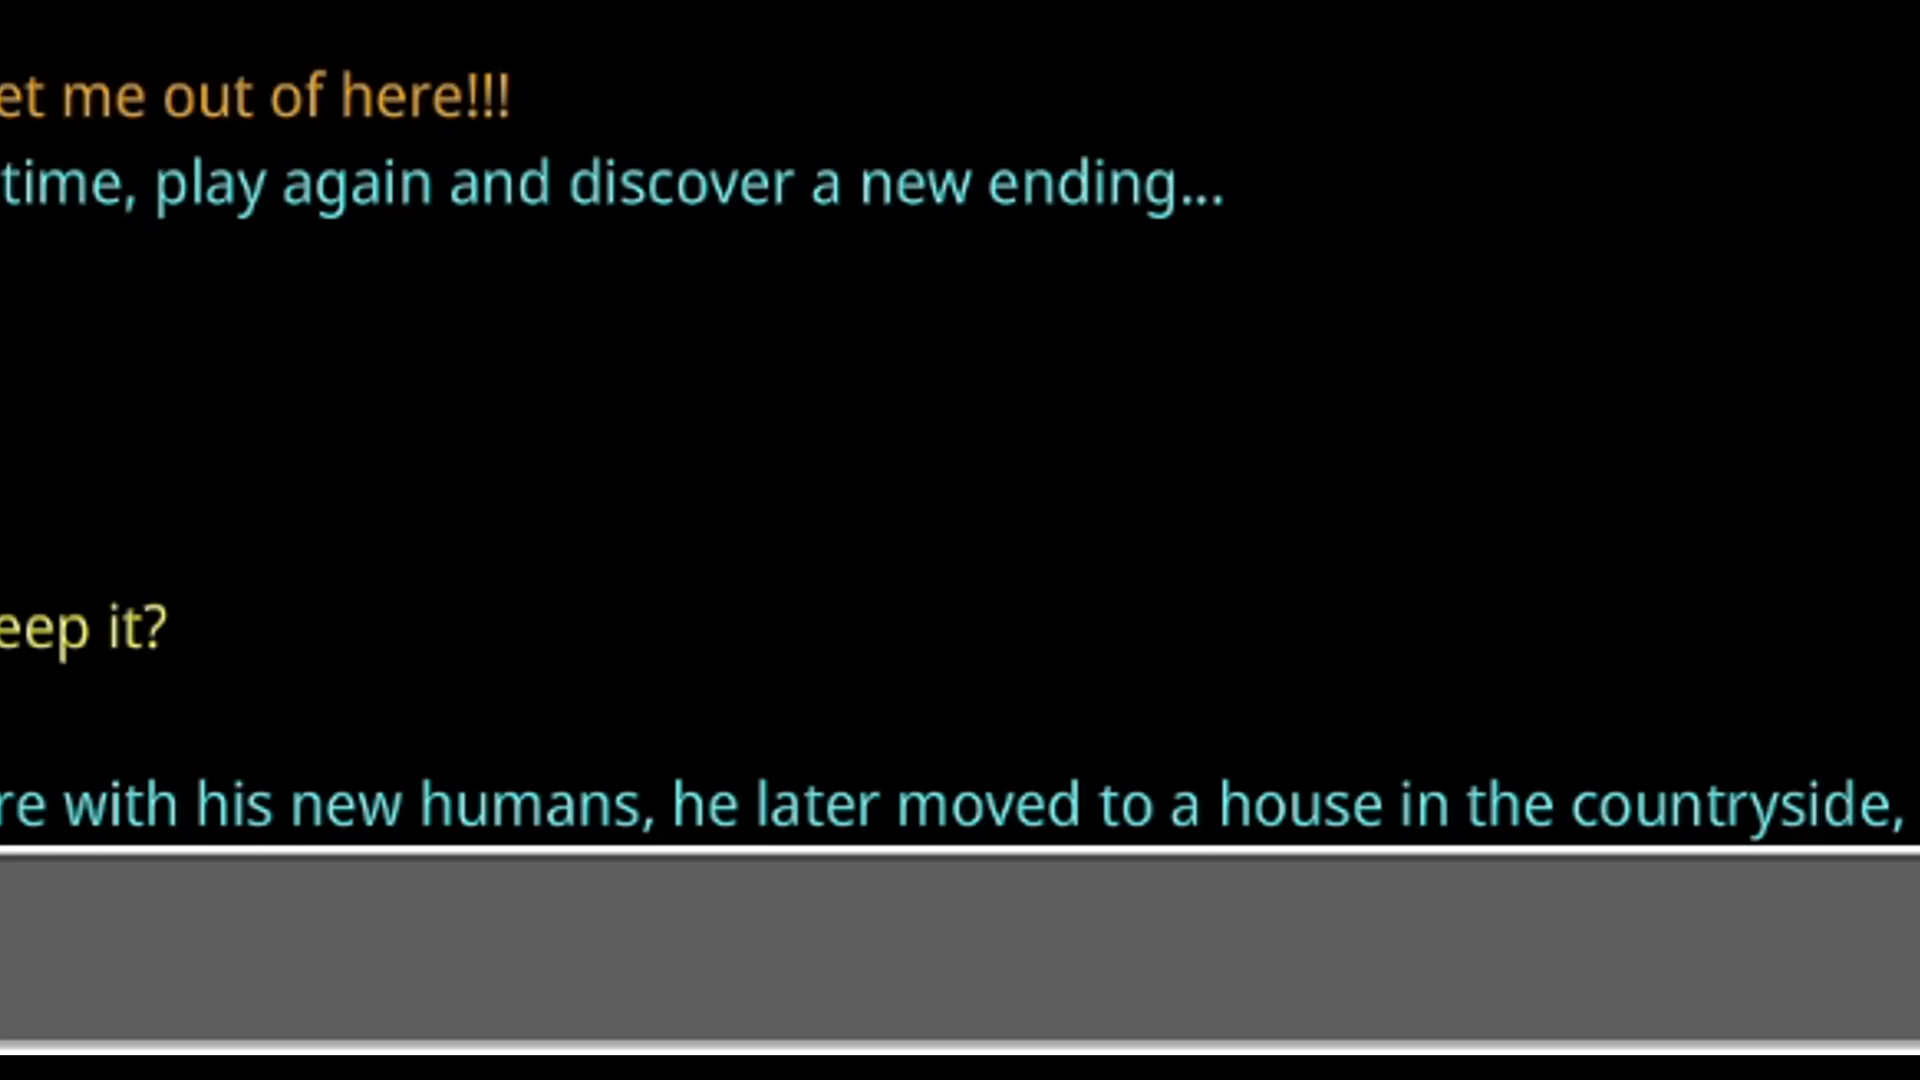 et me out of here!!!
time, play again and discover a new ending...
eep it?
re with his new humans, he later moved to a house in the countryside,